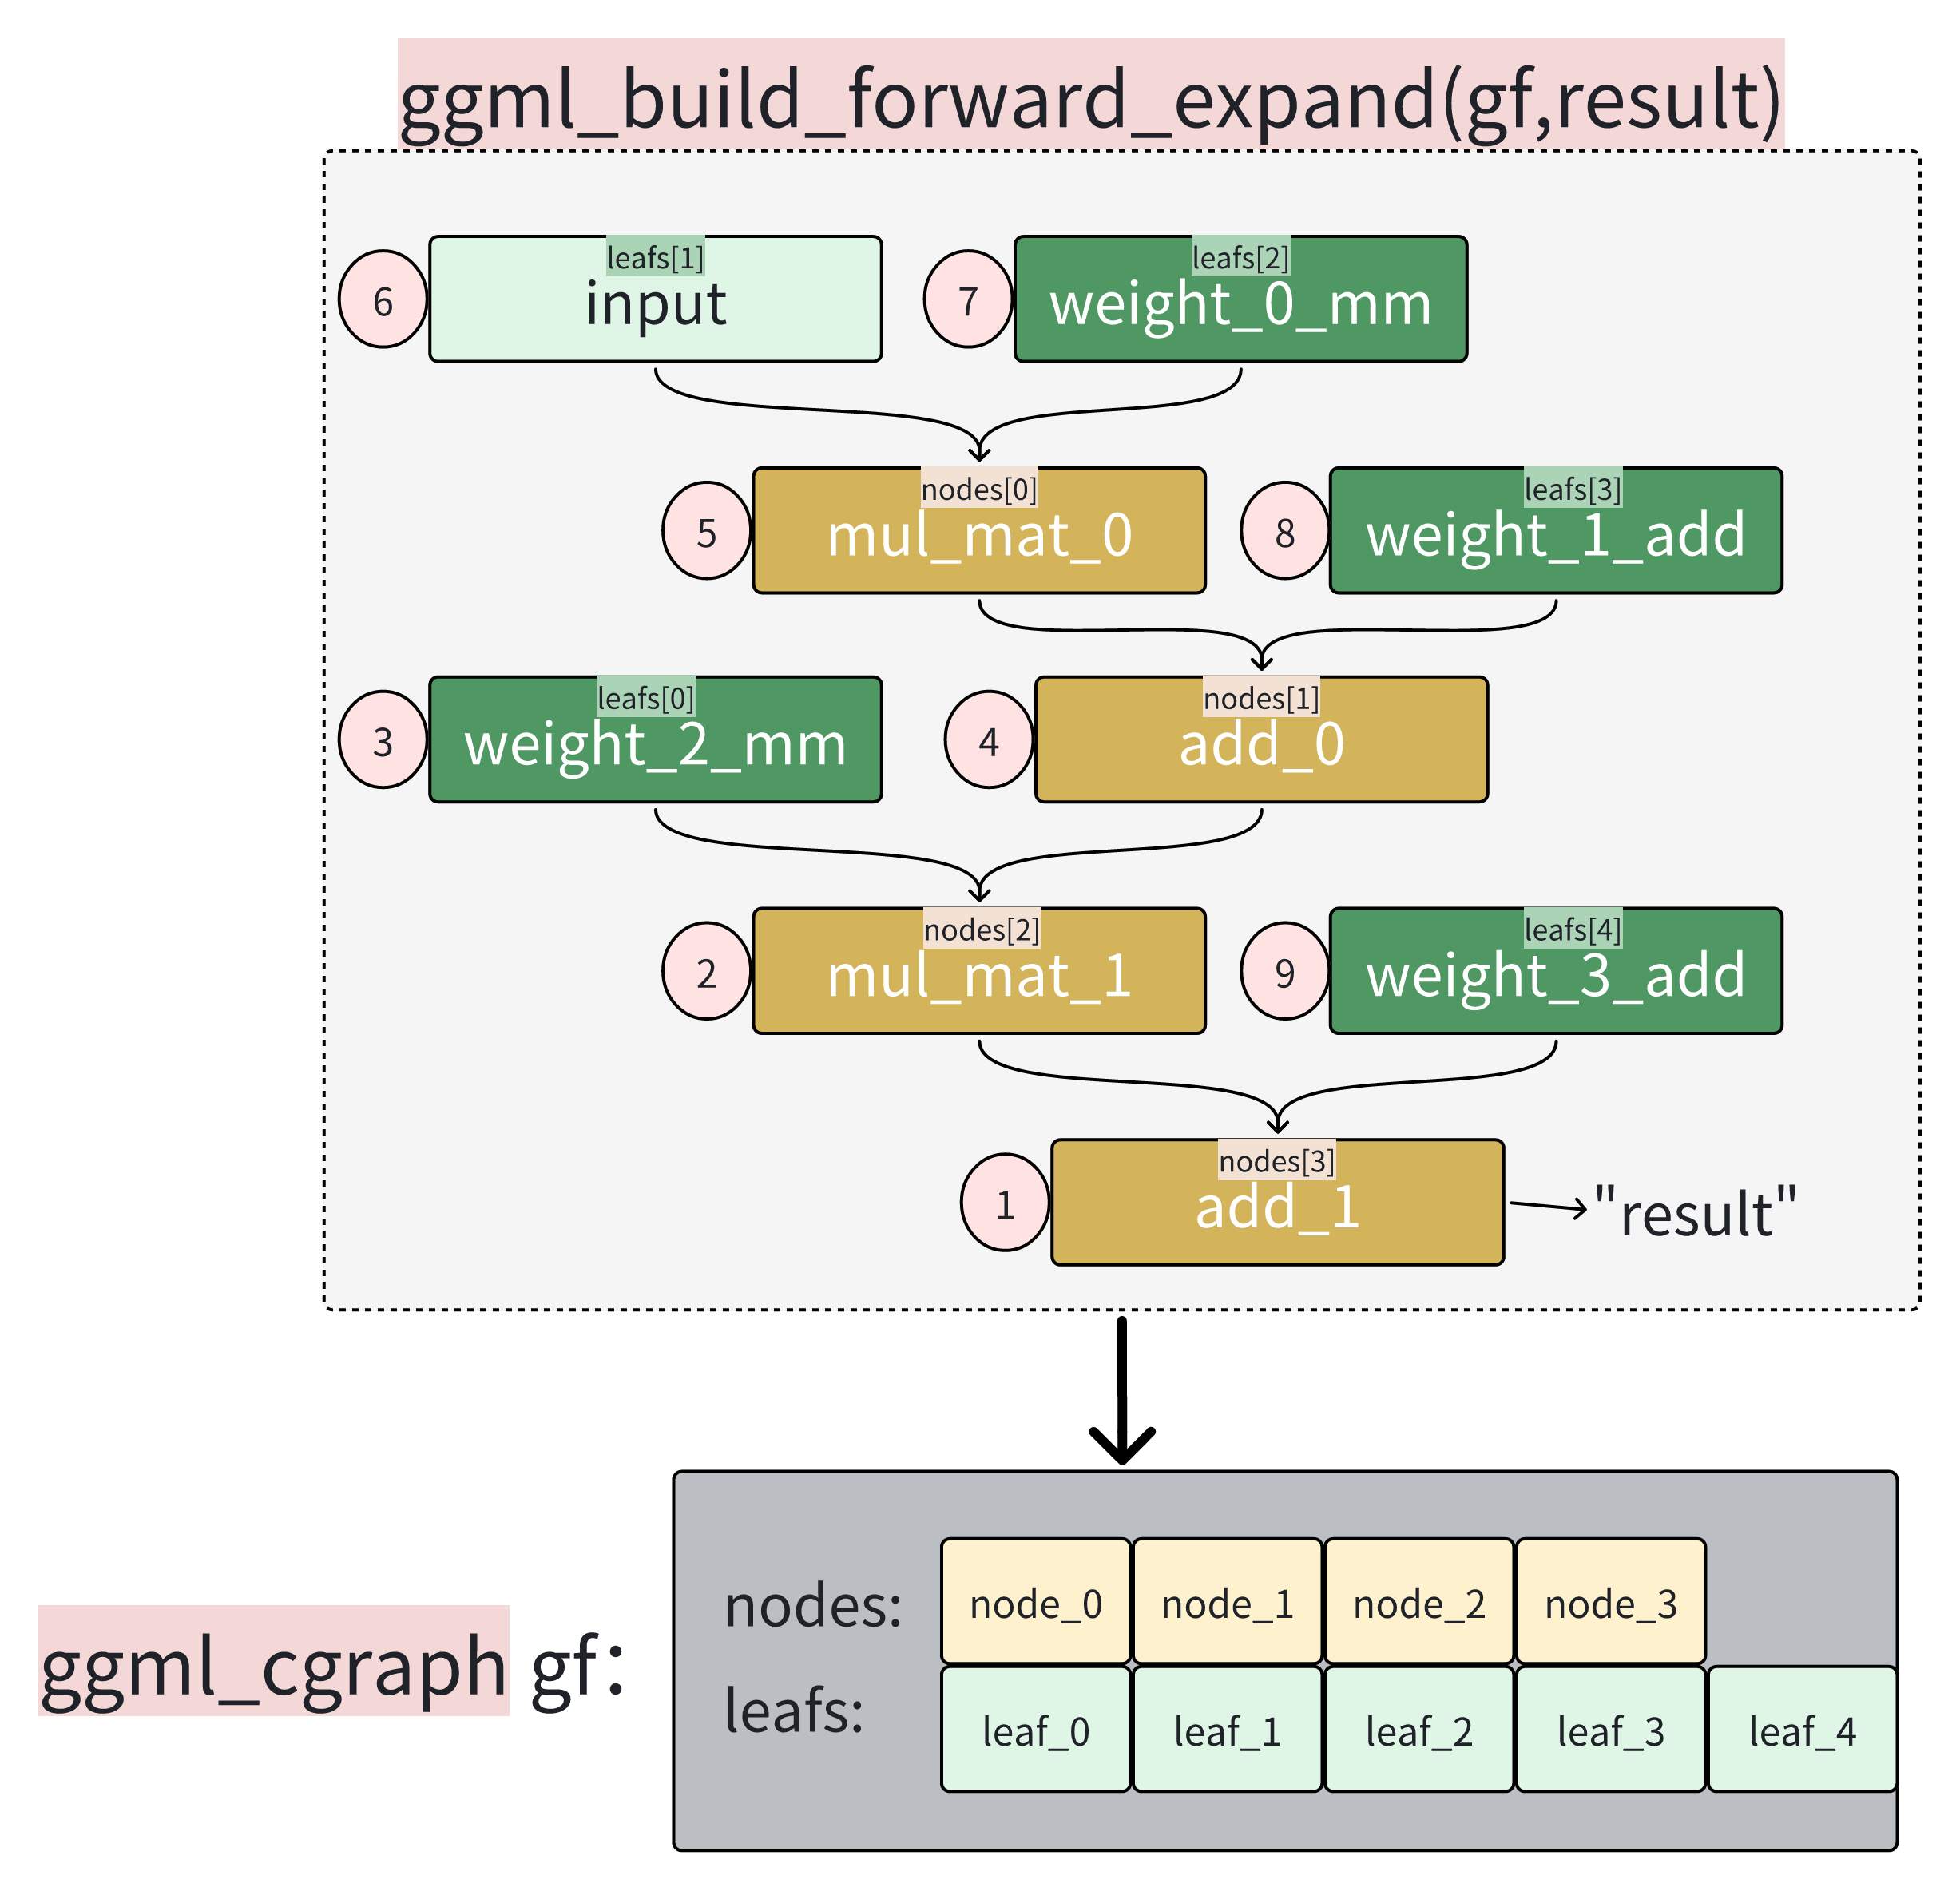 ggml_build_forward_expand(gf,result)
leafs[1]
leafs[2]
6
input
7
weight_0_mm
nodes[0]
leafs[3]
5
mul_mat_0
8
weight_1_add
leafs[0]
nodes[1]
3
weight_2_mm
4
add_0
nodes[2]
leafs[4]
2
mul_mat_1
9
weight_3_add
nodes[3]
1
add_1
"result"
nodes:
node_0
node_1
node_2
node_3
ggml_cgraph gf:
leafs:
leaf_0
leaf_1
leaf_2
leaf_3
leaf_4